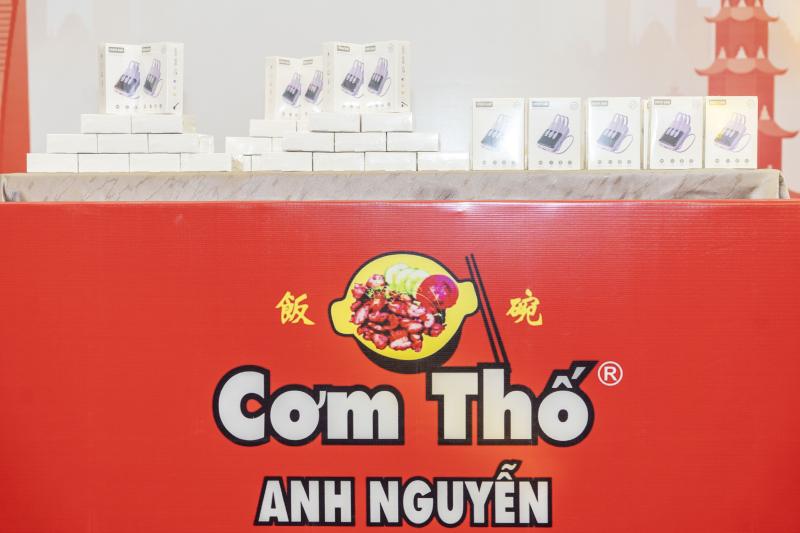 飯 碗
Cơm Thố®
ANH NGUYỄN